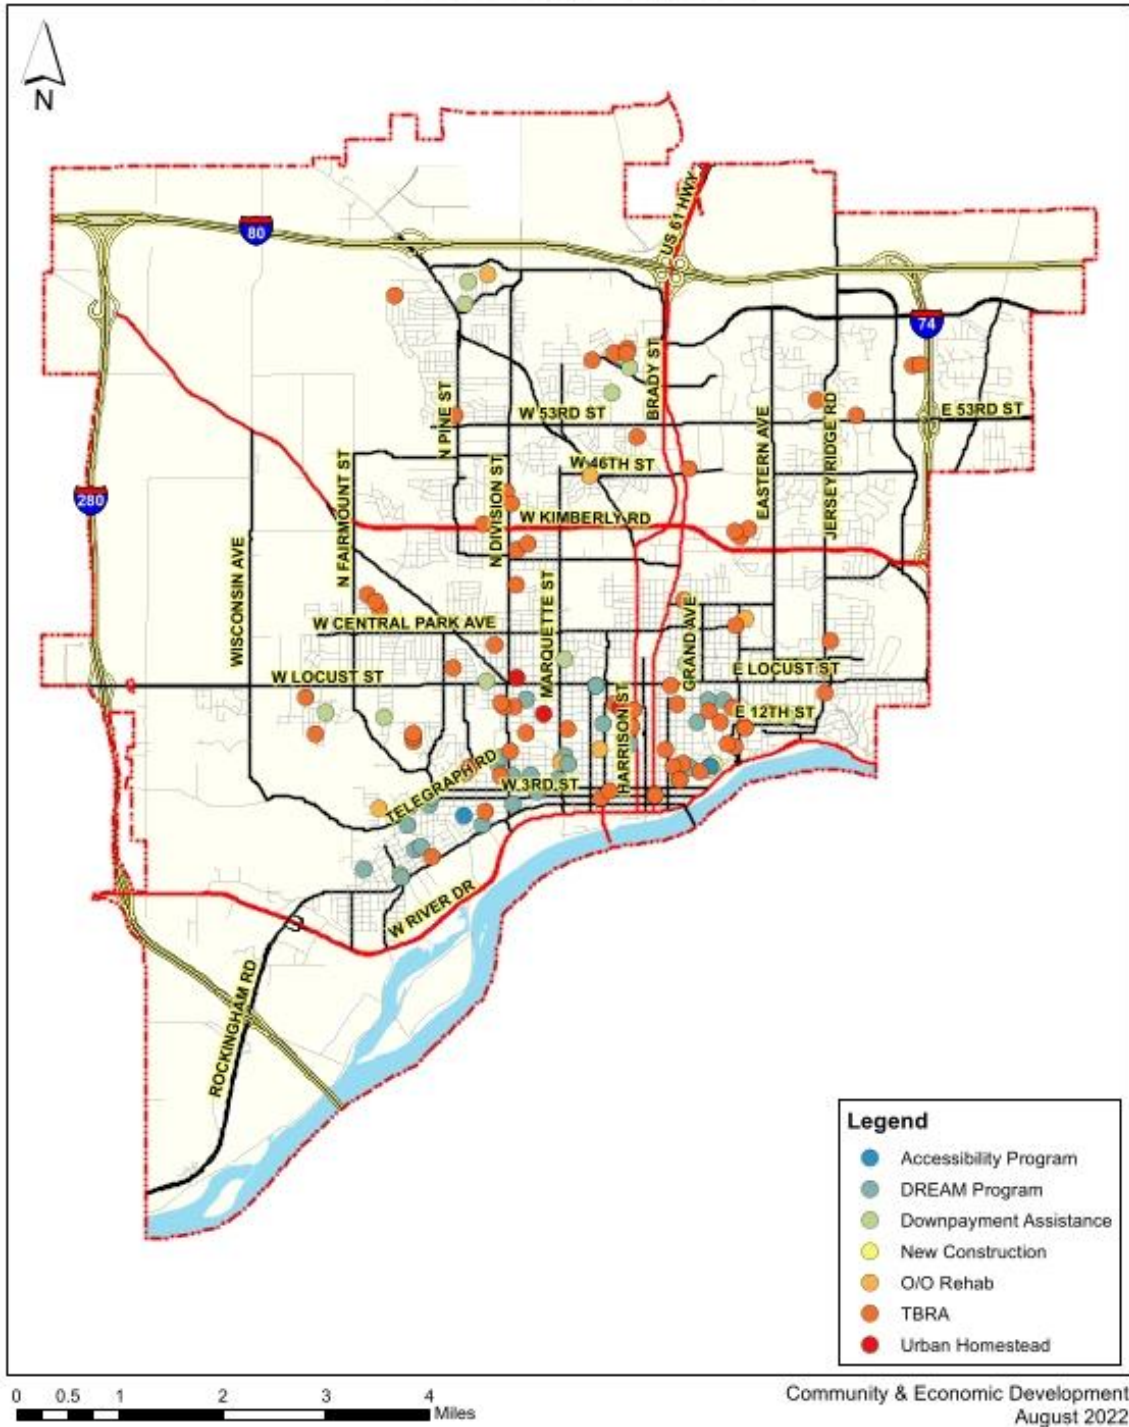 N
US 61 HWY
80
74
BRADY ST
N PINE ST
W 53RD ST
E 53RD ST
EASTERN AVE
JERSEY RIDGE RD
W 46TH ST
280
N FAIRMOUNT ST
N DIVISION ST
W KIMBERLY RD
WISCONSIN AVE
MARQUETTE ST
W CENTRAL PARK AVE
GRAND AVE
W LOCUST ST
E LOCUST ST
HARRISON ST
E 12TH ST
TELEGRAPH RD
W 3RD ST
W RIVER DR
ROCKINGHAM RD
Legend
Accessibility Program
DREAM Program
Downpayment Assistance
New Construction
O/O Rehab
TBRA
Urban Homestead
0 0.5 1 2 3 4
Miles
Community & Economic Development
August 2022